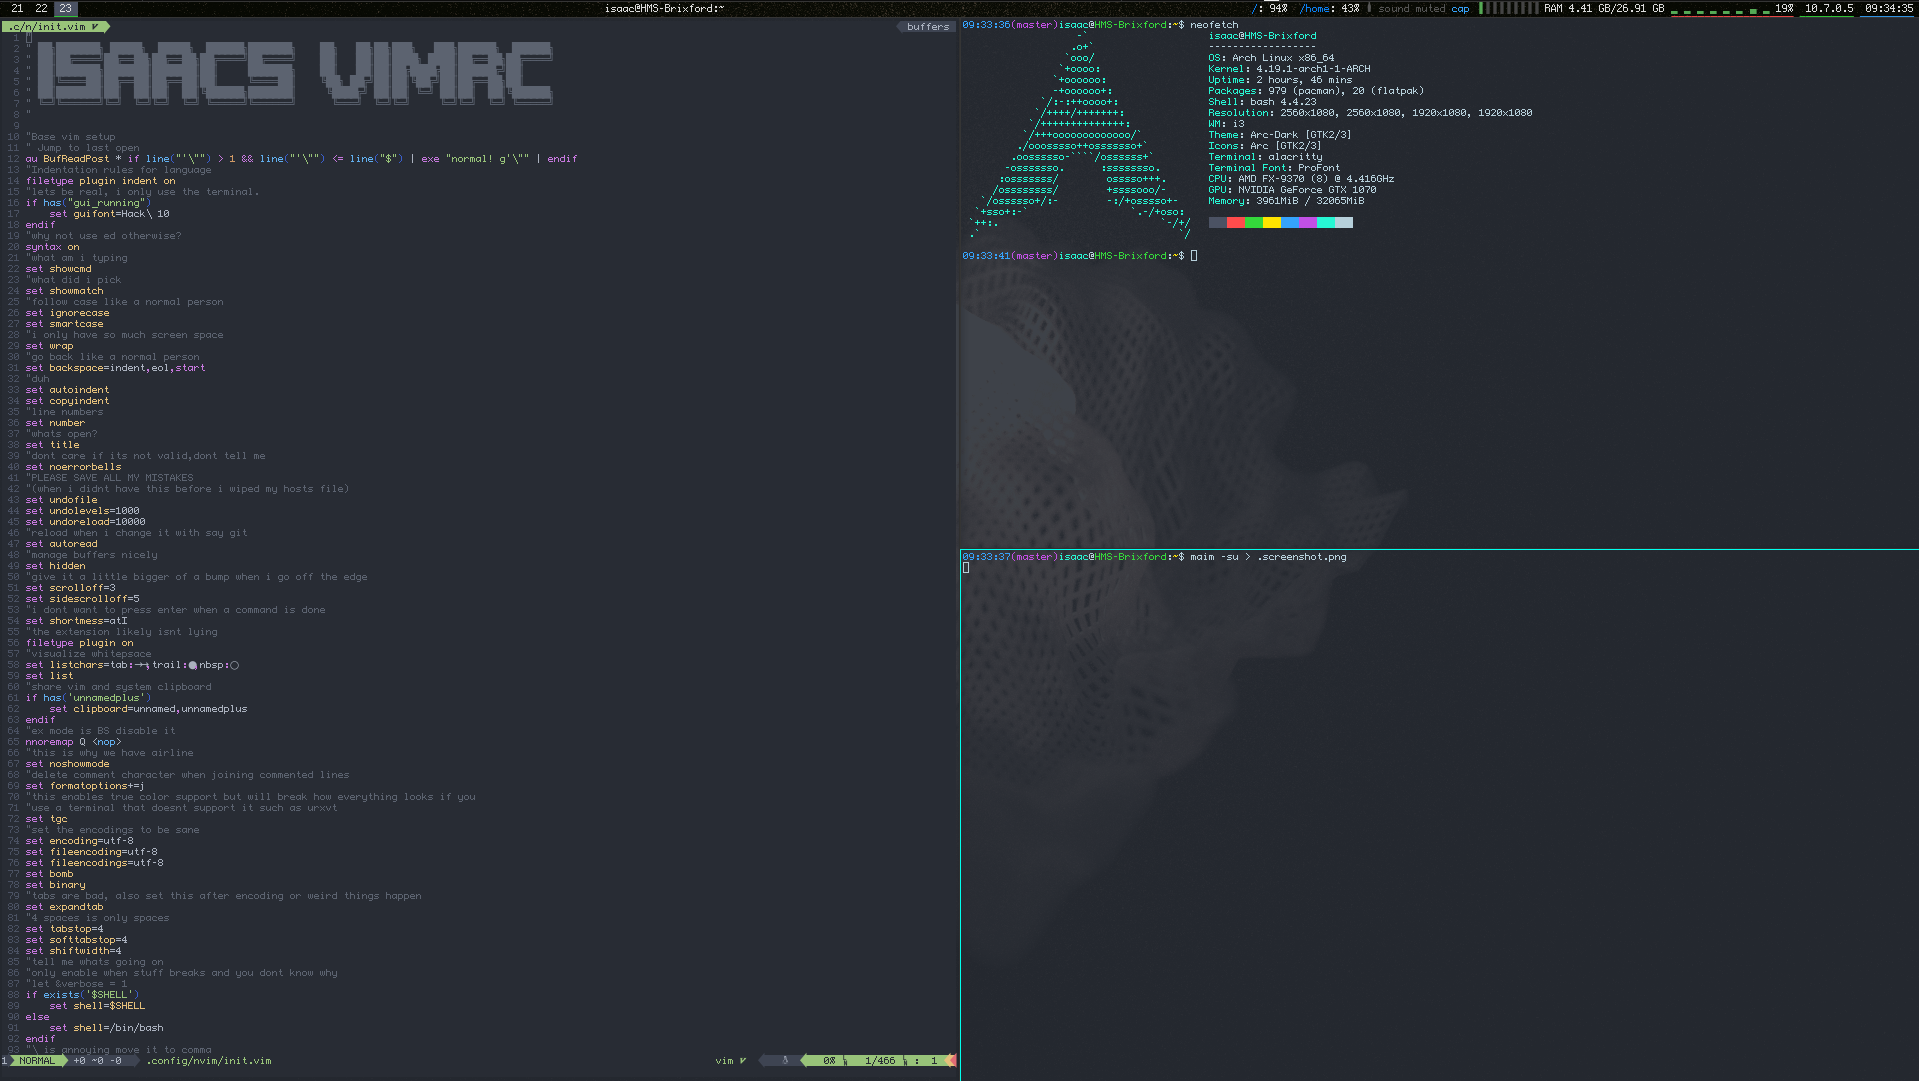 21 22 23 isaac@HMS-Brixford:~ /: 94% /home: 43% | sound muted cap RAM 4.41 GB/26.91 GB 19% 10.7.0.5 09:34:35
.c/n/init.vim buffers
1 "
2 "
3 "
4 "
5 " ISAACS VIMRC
6 "
7 "
8 "
9
10 "Base vim setup
11 " Jump to last open
12 au BufReadPost * if line("'\"") > 1 && line("'\"") <= line("$") | exe "normal! g'\"" | endif
13 "Indentation rules for language
14 filetype plugin indent on
15 "lets be real, i only use the terminal.
16 if has("gui_running")
17     set guifont=Hack\ 10
18 endif
19 "why not use ed otherwise?
20 syntax on
21 "what am i typing
22 set showcmd
23 "what did i pick
24 set showmatch
25 "follow case like a normal person
26 set ignorecase
27 set smartcase
28 "i only have so much screen space
29 set wrap
30 "go back like a normal person
31 set backspace=indent,eol,start
32 "duh
33 set autoindent
34 set copyindent
35 "line numbers
36 set number
37 "whats open?
38 set title
39 "dont care if its not valid,dont tell me
40 set noerrorbells
41 "PLEASE SAVE ALL MY MISTAKES
42 "(when i didnt have this before i wiped my hosts file)
43 set undofile
44 set undolevels=1000
45 set undoreload=10000
46 "reload when i change it with say git
47 set autoread
48 "manage buffers nicely
49 set hidden
50 "give it a little bigger of a bump when i go off the edge
51 set scrolloff=3
52 set sidescrolloff=5
53 "i dont want to press enter when a command is done
54 set shortmess=atI
55 "the extension likely isnt lying
56 filetype plugin on
57 "visualize whitepsace
58 set listchars=tab:→→,trail:●,nbsp:○
59 set list
60 "share vim and system clipboard
61 if has('unnamedplus')
62     set clipboard=unnamed,unnamedplus
63 endif
64 "ex mode is BS disable it
65 nnoremap Q <nop>
66 "this is why we have airline
67 set noshowmode
68 "delete comment character when joining commented lines
69 set formatoptions+=j
70 "this enables true color support but will break how everything looks if you
71 "use a terminal that doesnt support it such as urxvt
72 set tgc
73 "set the encodings to be sane
74 set encoding=utf-8
75 set fileencoding=utf-8
76 set fileencodings=utf-8
77 set bomb
78 set binary
79 "tabs are bad, also set this after encoding or weird things happen
80 set expandtab
81 "4 spaces is only spaces
82 set tabstop=4
83 set softtabstop=4
84 set shiftwidth=4
85 "tell me whats going on
86 "only enable when stuff breaks and you dont know why
87 "let &verbose = 1
88 if exists('$SHELL')
89     set shell=$SHELL
90 else
91     set shell=/bin/bash
92 endif
93 "\ is annoying move it to comma
1 NORMAL +0 ~0 -0 .config/nvim/init.vim vim 0% 1/466 : 1
09:33:36(master)isaac@HMS-Brixford:~$ neofetch
isaac@HMS-Brixford
------------------
OS: Arch Linux x86_64
Kernel: 4.19.1-arch1-1-ARCH
Uptime: 2 hours, 46 mins
Packages: 979 (pacman), 20 (flatpak)
Shell: bash 4.4.23
Resolution: 2560x1080, 2560x1080, 1920x1080, 1920x1080
WM: i3
Theme: Arc-Dark [GTK2/3]
Icons: Arc [GTK2/3]
Terminal: alacritty
Terminal Font: ProFont
CPU: AMD FX-9370 (8) @ 4.416GHz
GPU: NVIDIA GeForce GTX 1070
Memory: 3961MiB / 32065MiB
09:33:41(master)isaac@HMS-Brixford:~$
09:33:37(master)isaac@HMS-Brixford:~$ maim -su > .screenshot.png